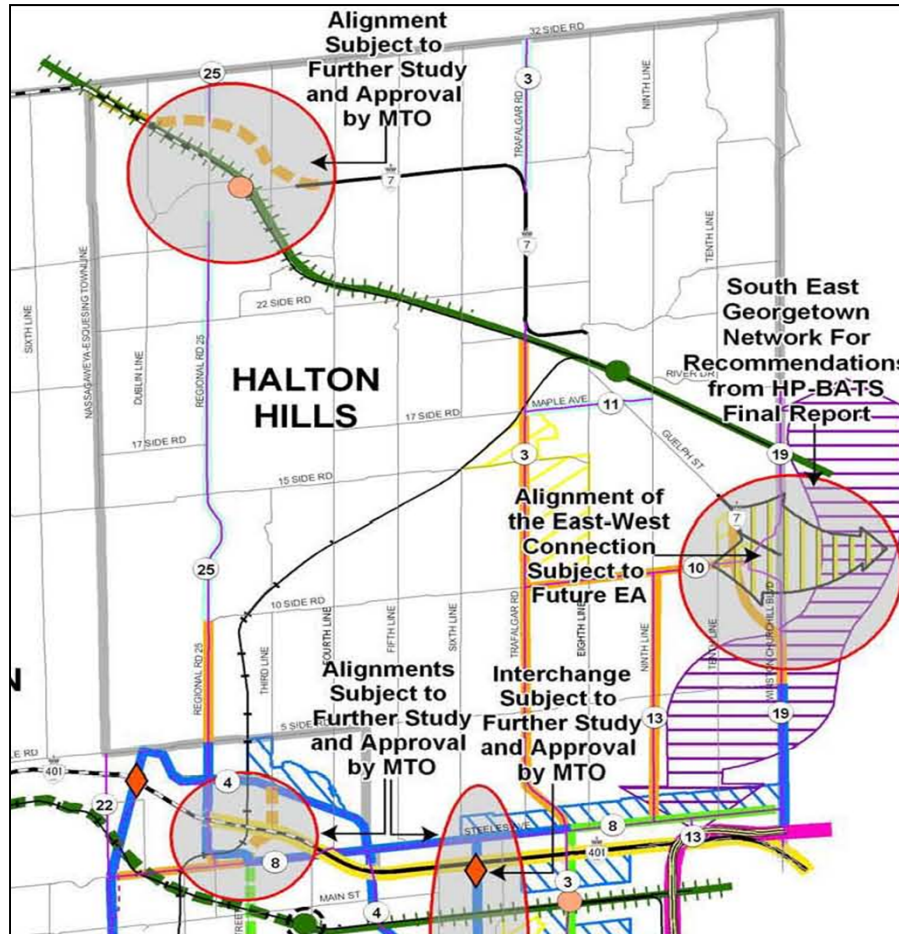 Alignment
Subject to
Further Study
and Approval
by MTO
32 SIDE RD
25
3
TRAFALGAR RD
NINTH LINE
7
7
TENTH LINE
SIXTH LINE
NASSAGAWEYA-ESQUESING TOWNLINE
DUBLIN LINE
REGIONAL RD 25
22 SIDE RD
South East
Georgetown
Network For
Recommendations
from HP-BATS
Final Report
HALTON
HILLS
RIVER DR
MAPLE AVE
11
17 SIDE RD
17 SIDE RD
GUELPH ST
19
3
15 SIDE RD
Alignment of
the East-West
Connection
Subject to
Future EA
7
10
25
10 SIDE RD
REGIONAL RD 25
THIRD LINE
FOURTH LINE
FIFTH LINE
SIXTH LINE
TRAFALGAR RD
EIGHTH LINE
NINTH LINE
TENTH LINE
WINSTON CHURCHILL BLVD
N
Alignments
Subject to
Further Study
and Approval
by MTO
Interchange
Subject to
Further Study
and Approval
by MTO
5 SIDE RD
13
19
401
4
22
STEELES AVE
8
13
8
401
3
MAIN ST
4